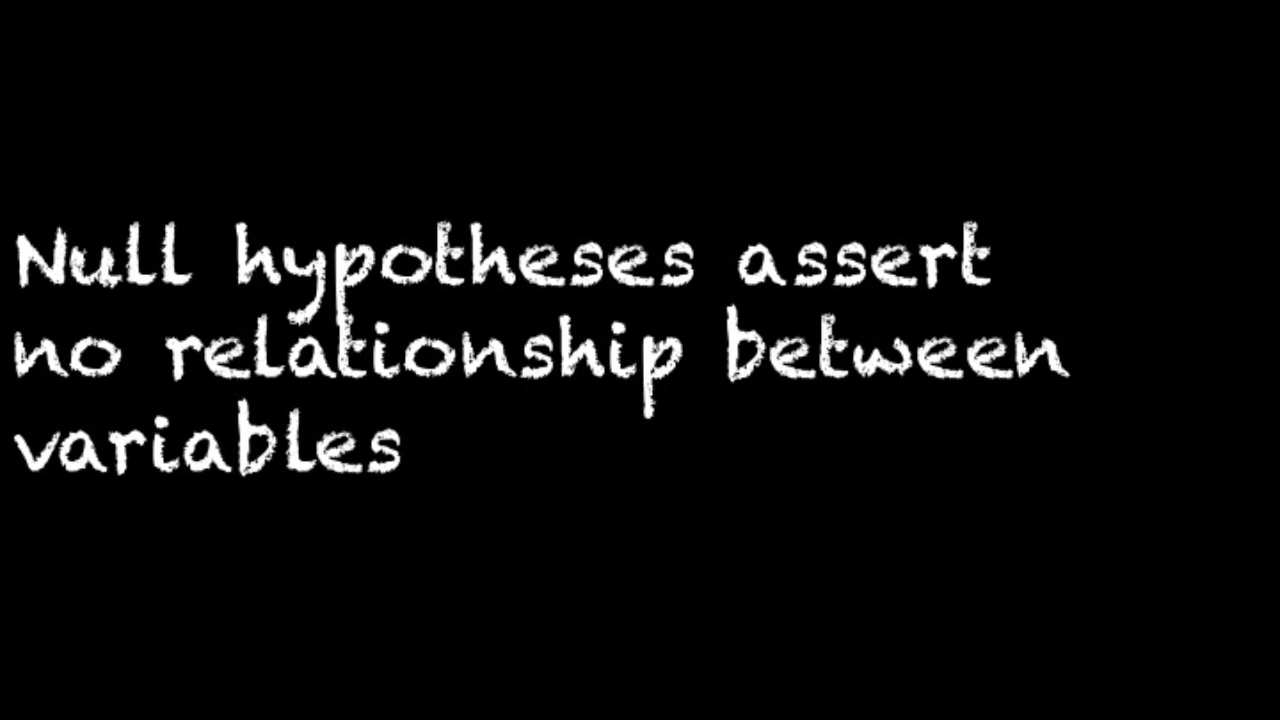 Null hypotheses assert
no relationship between
variables